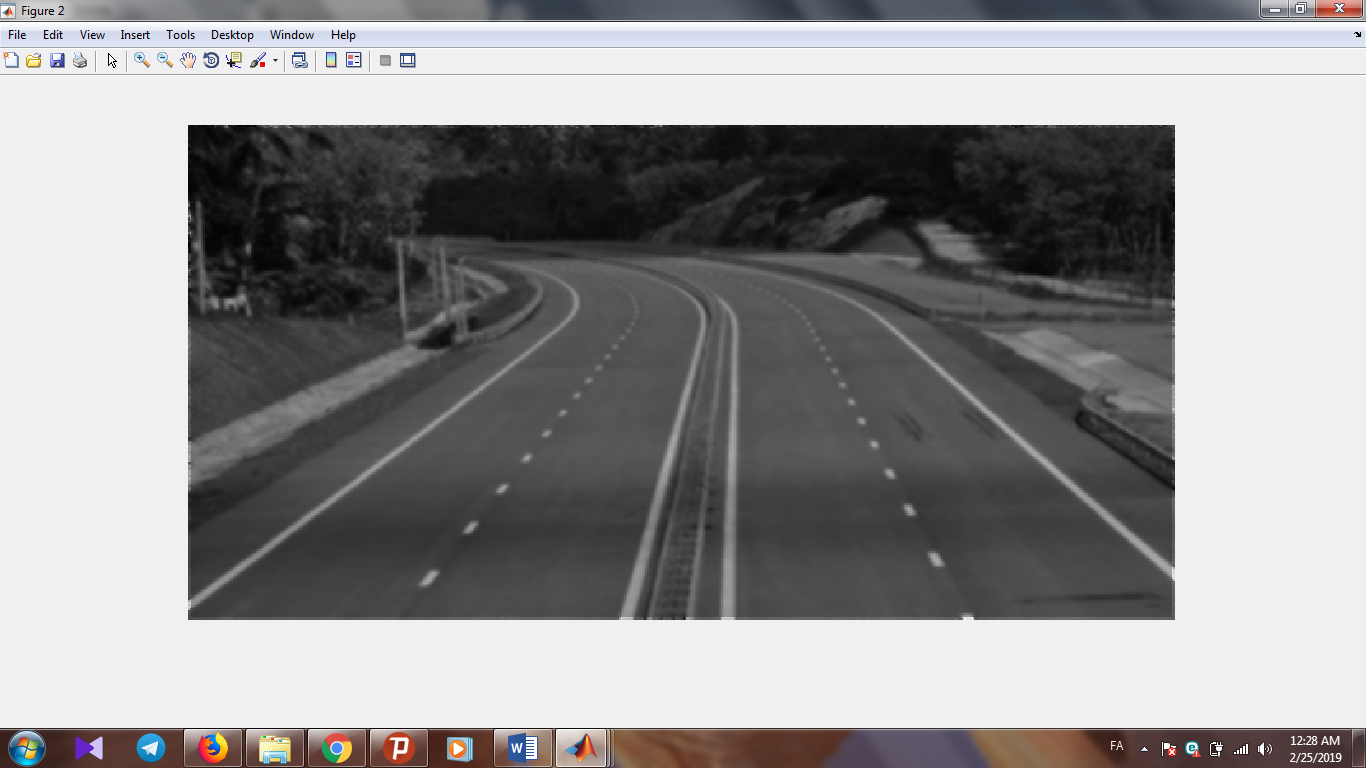 Figure 2
File Edit View Insert Tools Desktop Window Help
FA
12:28 AM
2/25/2019